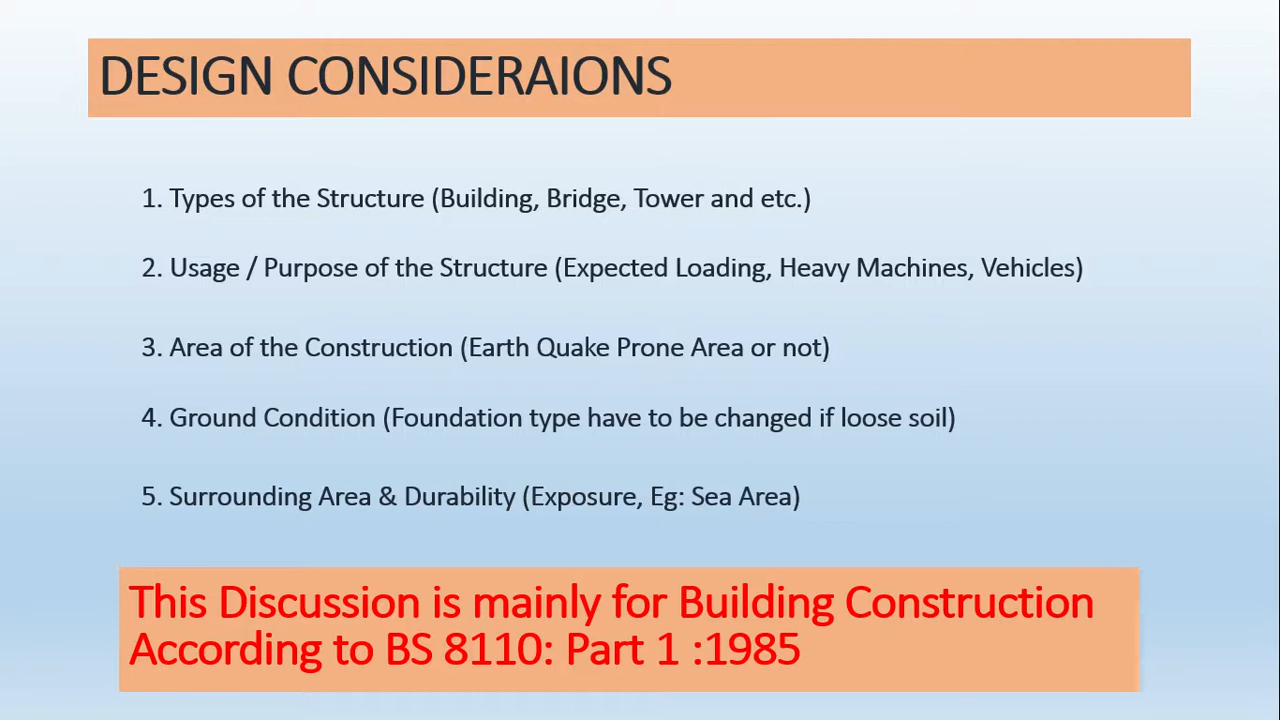 DESIGN CONSIDERAIONS
1. Types of the Structure (Building, Bridge, Tower and etc.)
2. Usage / Purpose of the Structure (Expected Loading, Heavy Machines, Vehicles)
3. Area of the Construction (Earth Quake Prone Area or not)
4. Ground Condition (Foundation type have to be changed if loose soil)
5. Surrounding Area & Durability (Exposure, Eg: Sea Area)
This Discussion is mainly for Building Construction
According to BS 8110: Part 1 :1985